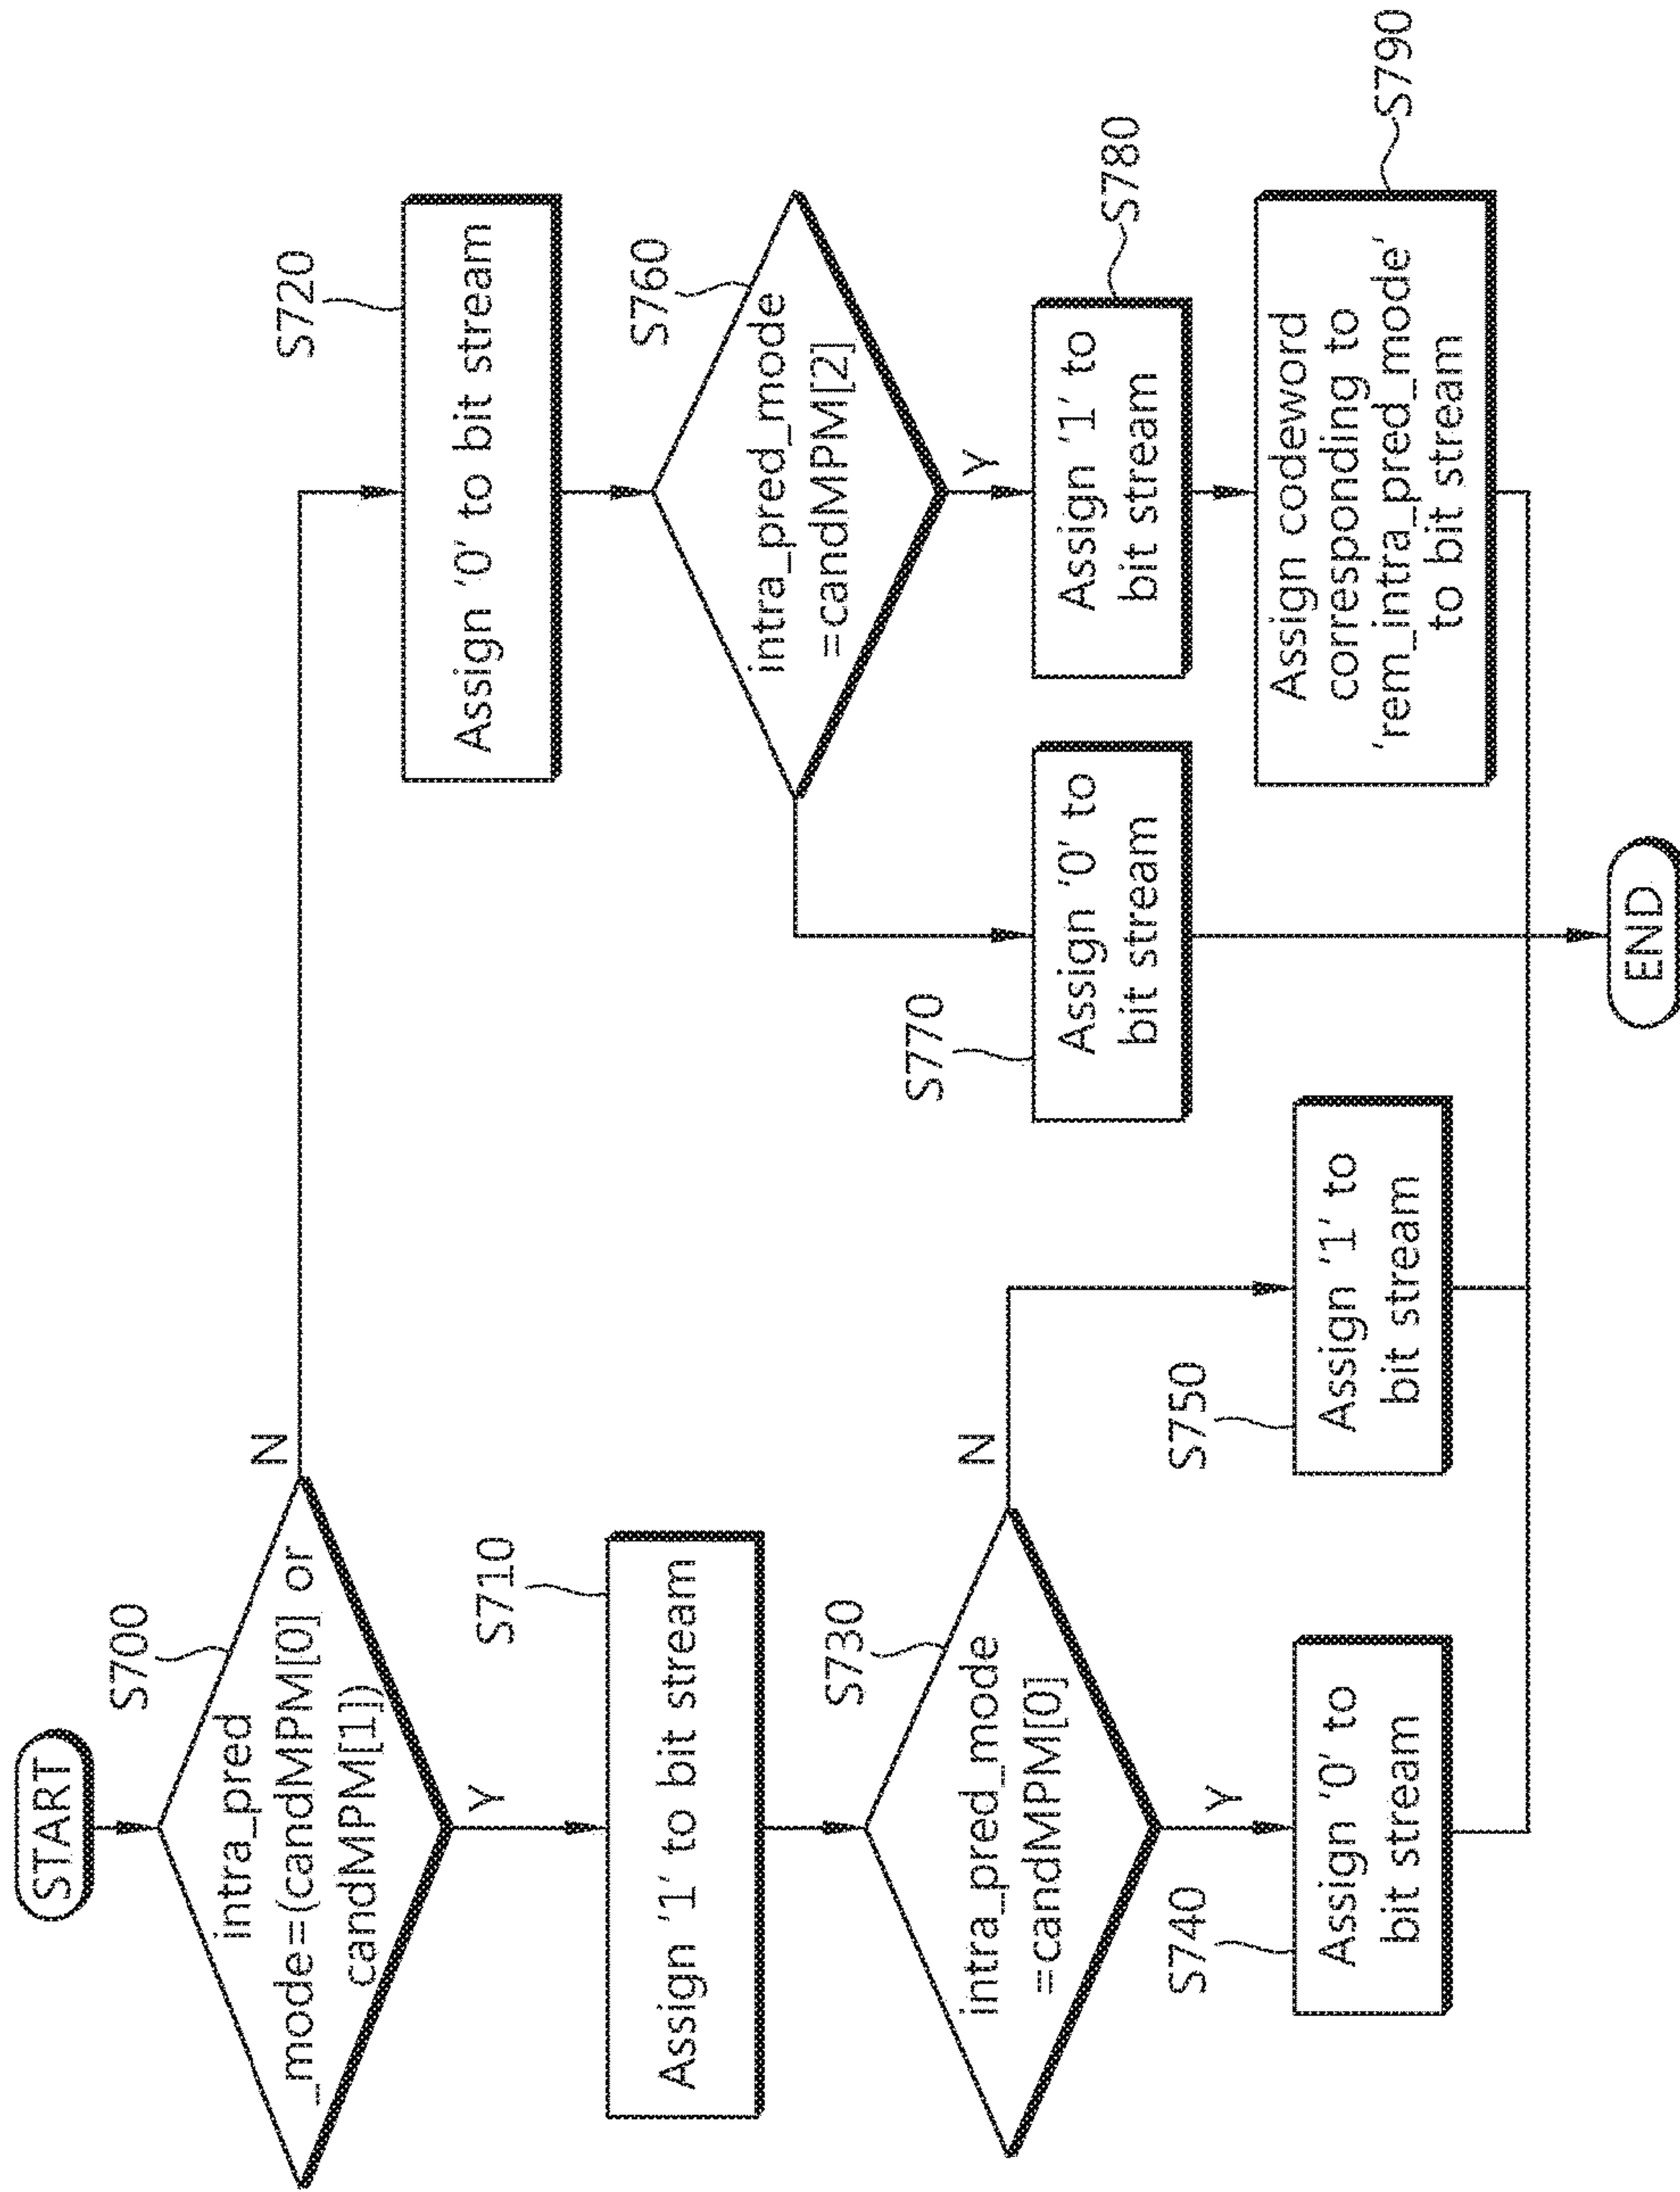 START
S700
intra_pred
_mode=(candMPM[0] or
candMPM[1])
N
Y
S710
Assign '1' to bit stream
S720
Assign '0' to bit stream
S730
intra_pred_mode
=candMPM[0]
N
Y
S740
Assign '0' to
bit stream
S750
Assign '1' to
bit stream
S760
intra_pred_mode
=candMPM[2]
Y
S770
Assign '0' to
bit stream
S780
Assign '1' to
bit stream
S790
Assign codeword
corresponding to
'rem_intra_pred_mode'
to bit stream
END